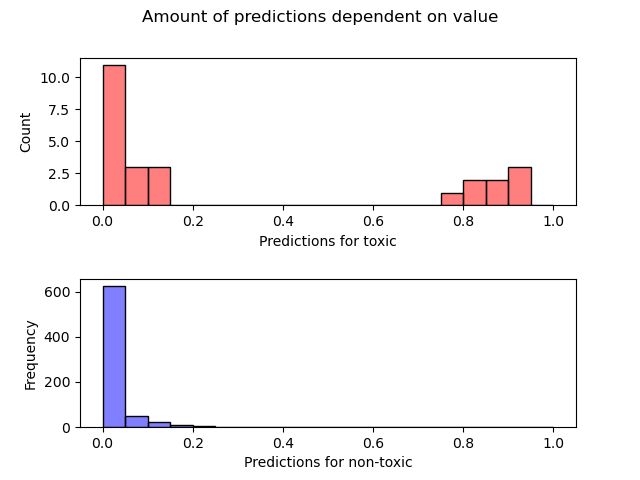 Amount of predictions dependent on value
10.0
7.5
5.0
2.5
0.0
Count
0.0 0.2 0.4 0.6 0.8 1.0
Predictions for toxic
600
400
200
0
Frequency
0.0 0.2 0.4 0.6 0.8 1.0
Predictions for non-toxic